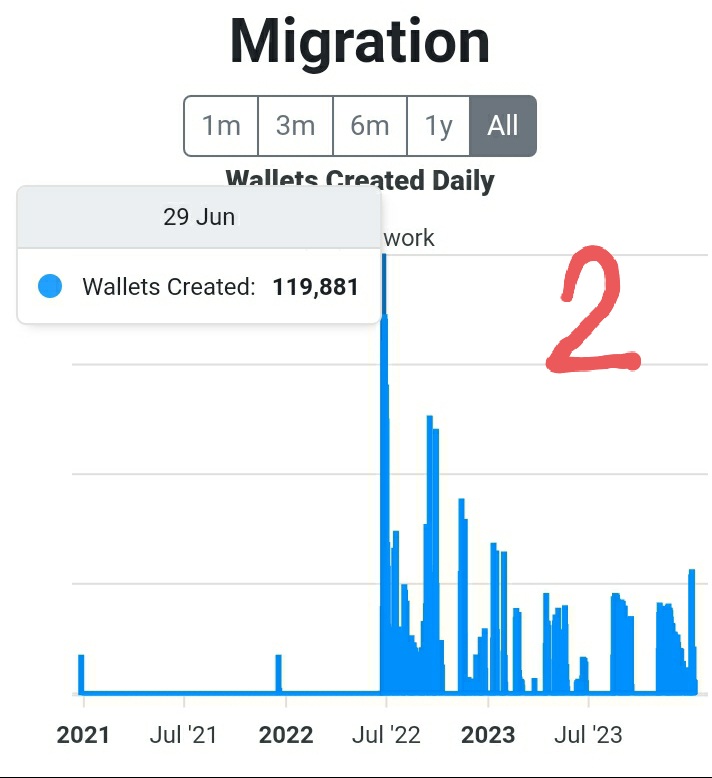 Migration
1m 3m 6m 1y All
Wallets Created Daily
29 Jun
work
Wallets Created: 119,881
2
2021 Jul '21 2022 Jul '22 2023 Jul '23